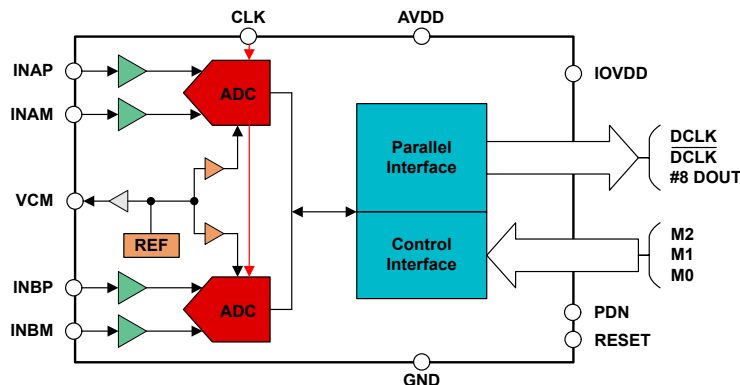 CLK
AVDD
INAP
INAM
ADC
IOVDD
Parallel
Interface
DCLK
DCLK
#8 DOUT
VCM
REF
Control
Interface
M2
M1
M0
INBP
INBM
ADC
PDN
RESET
GND